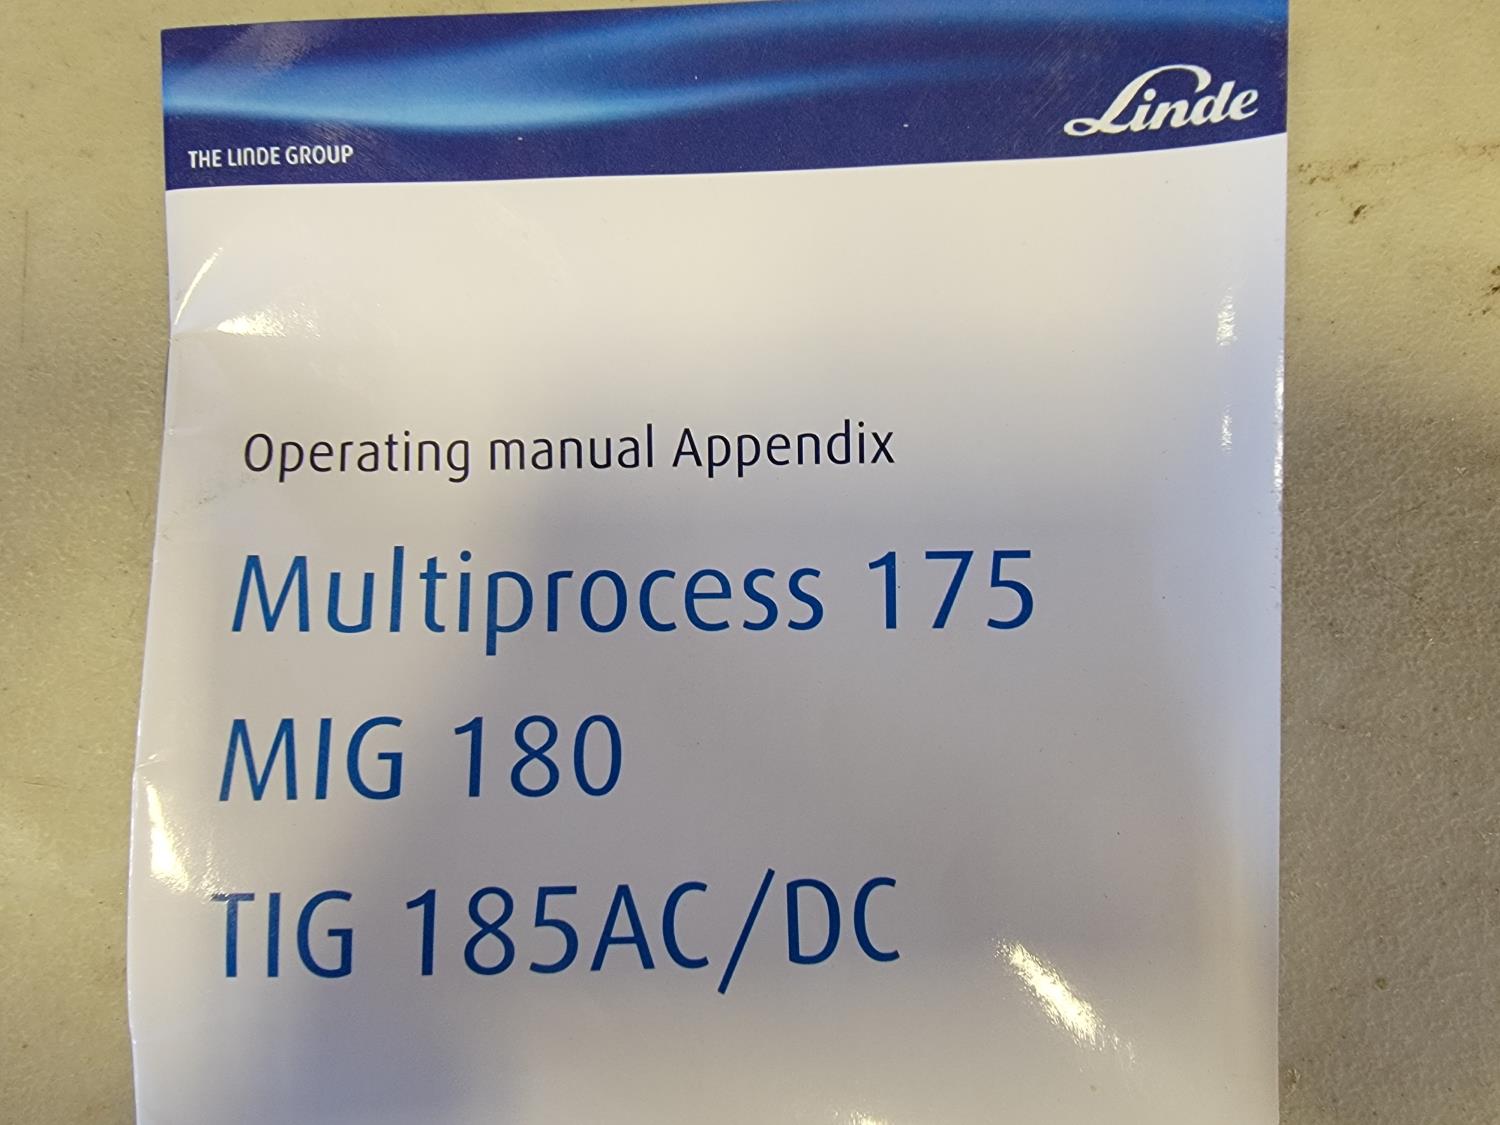 THE LINDE GROUP
Linde
Operating manual Appendix
Multiprocess 175
MIG 180
TIG 185AC/DC